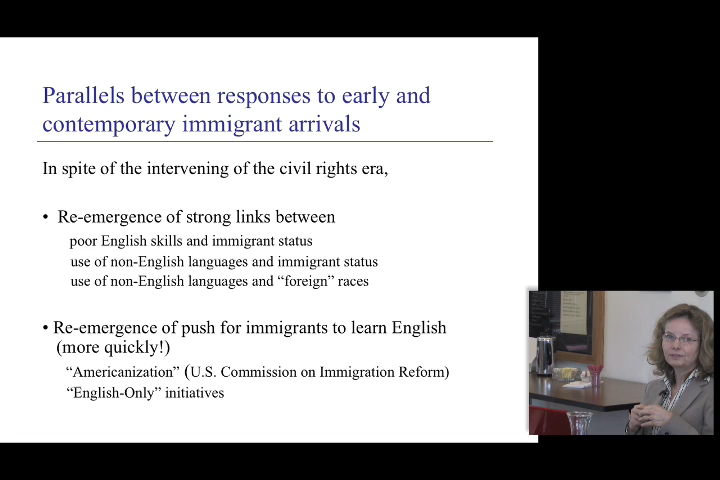 Parallels between responses to early and
contemporary immigrant arrivals
In spite of the intervening of the civil rights era,
• Re-emergence of strong links between
poor English skills and immigrant status
use of non-English languages and immigrant status
use of non-English languages and “foreign” races
• Re-emergence of push for immigrants to learn English
(more quickly!)
“Americanization” (U.S. Commission on Immigration Reform)
“English-Only” initiatives